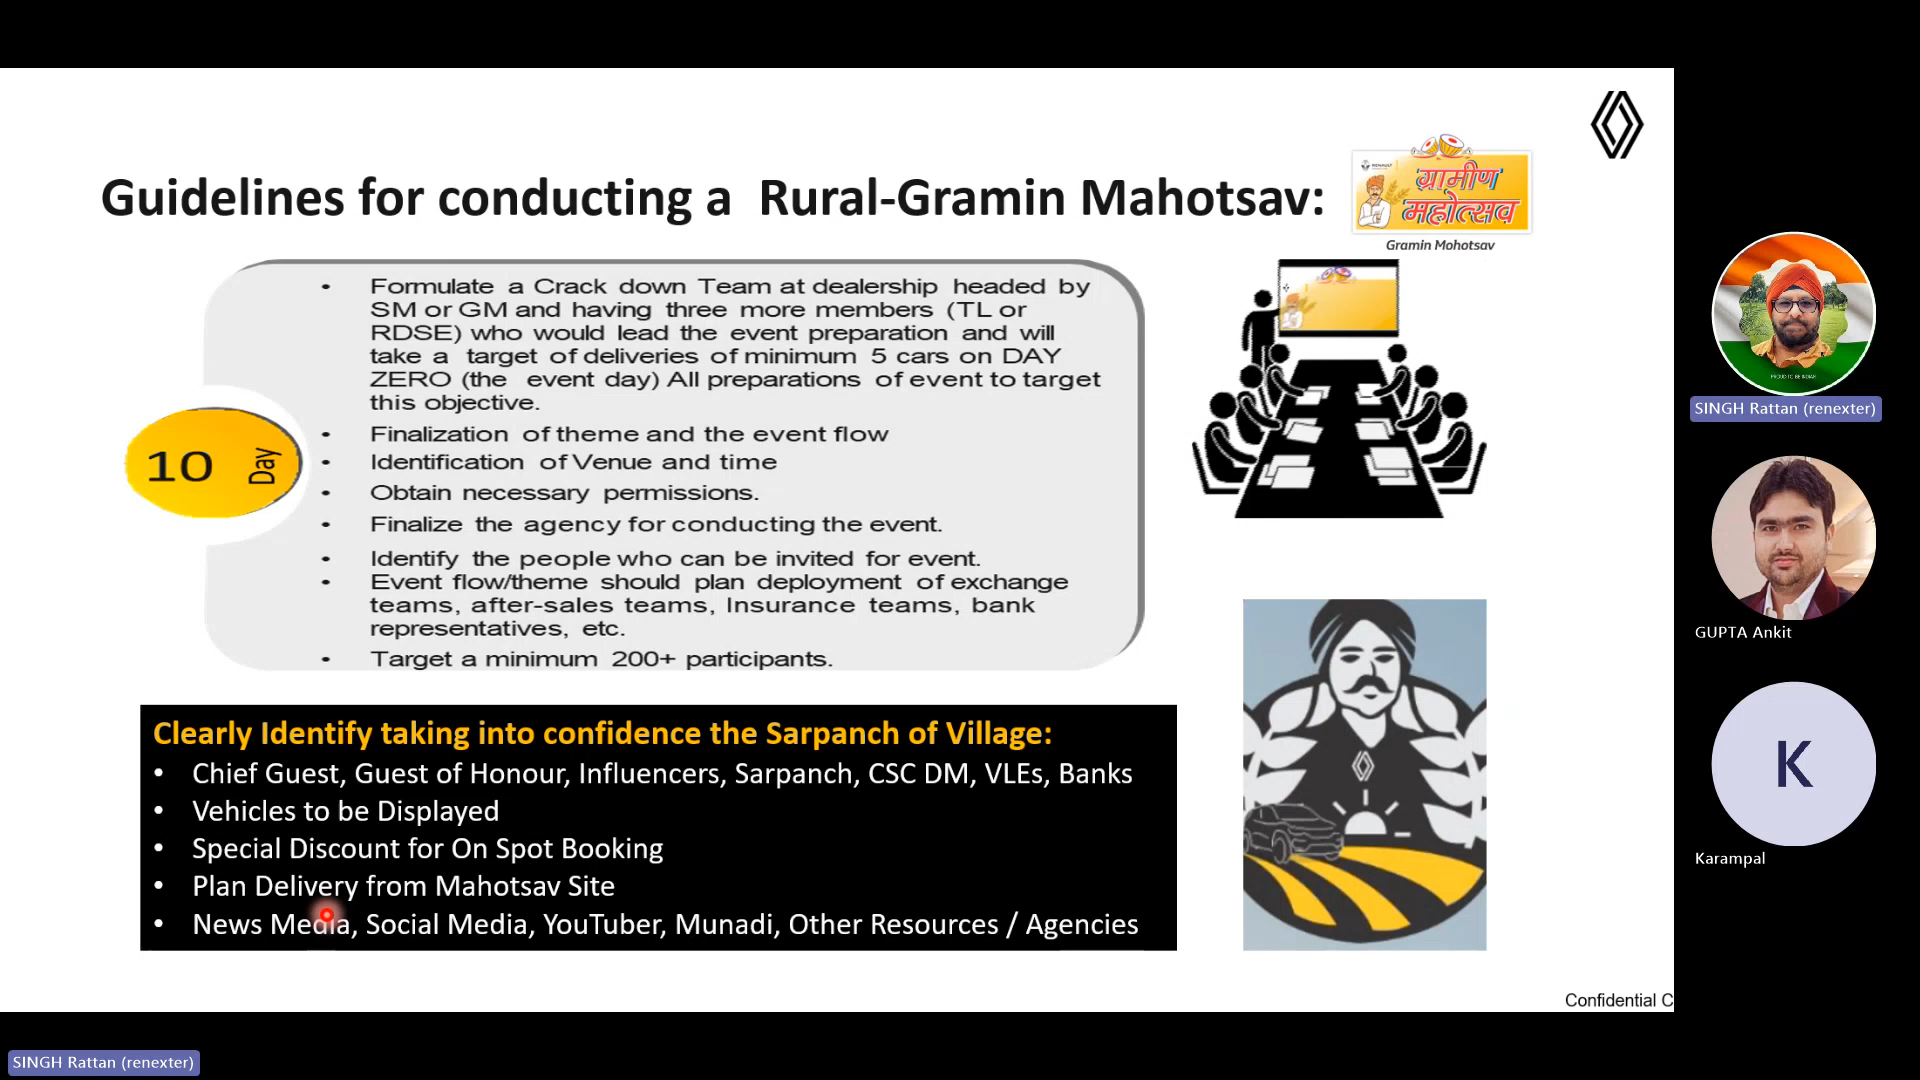 Guidelines for conducting a Rural-Gramin Mahotsav:
ग्रामीण
महोत्सव
Gramin Mohotsav
10 Day
• Formulate a Crack down Team at dealership headed by
SM or GM and having three more members (TL or
RDSE) who would lead the event preparation and will
take a target of deliveries of minimum 5 cars on DAY
ZERO (the event day) All preparations of event to target
this objective.
• Finalization of theme and the event flow
• Identification of Venue and time
• Obtain necessary permissions.
• Finalize the agency for conducting the event.
• Identify the people who can be invited for event.
• Event flow/theme should plan deployment of exchange
teams, after-sales teams, Insurance teams, bank
representatives, etc.
• Target a minimum 200+ participants.
Clearly Identify taking into confidence the Sarpanch of Village:
• Chief Guest, Guest of Honour, Influencers, Sarpanch, CSC DM, VLEs, Banks
• Vehicles to be Displayed
• Special Discount for On Spot Booking
• Plan Delivery from Mahotsav Site
• News Media, Social Media, YouTuber, Munadi, Other Resources / Agencies
Confidential C
PROUD TO BE INDIAN
SINGH Rattan (renexter)
GUPTA Ankit
K
Karampal
SINGH Rattan (renexter)